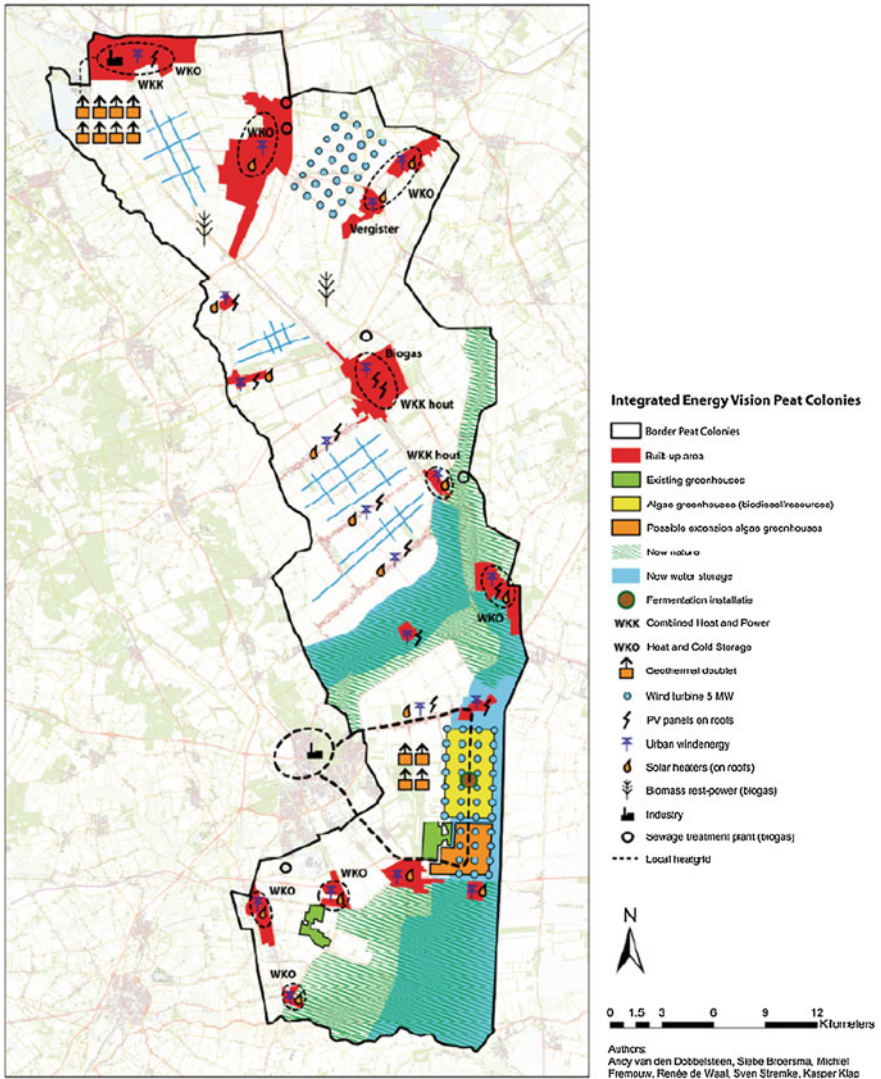 WKO
WKK
WKO
WKO
Vergister
Biogas
WKK hout
WKK hout
WKO
WKO
WKO
WKO
Integrated Energy Vision Peat Colonies
Border Peat Colonies
Built-up area
Existing greenhouses
Algae greenhouses (biodiesel/resources)
Possible extension algae greenhouses
New nature
New water storage
Fermentation installatie
WKK Combined Heat and Power
WKO Heat and Cold Storage
Geothermal doublet
Wind turbine 5 MW
PV panels on roofs
Urban windenergy
Solar heaters (on roofs)
Biomass rest-power (biogas)
Industry
Sewage treatment plant (biogas)
Local heatgrid
N
0 1.5 3 6 9 12
Kilometers
Authors:
Andy van den Dobbelsteen, Siebe Broersma, Michiel
Fremouw, Renée de Waal, Sven Stremke, Kasper Klap